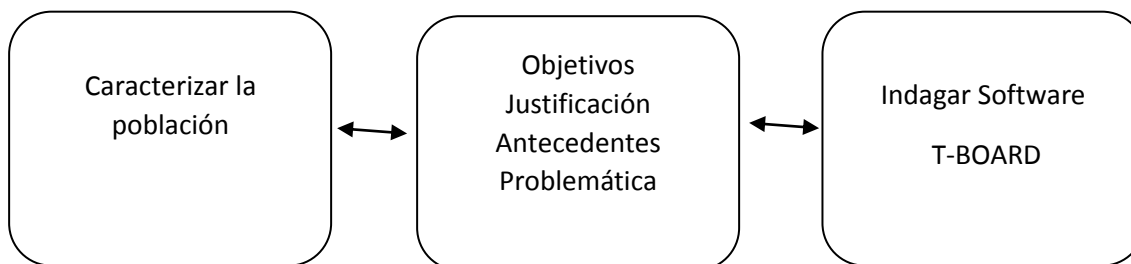 Caracterizar la
población
Objetivos
Justificación
Antecedentes
Problemática
Indagar Software
T-BOARD